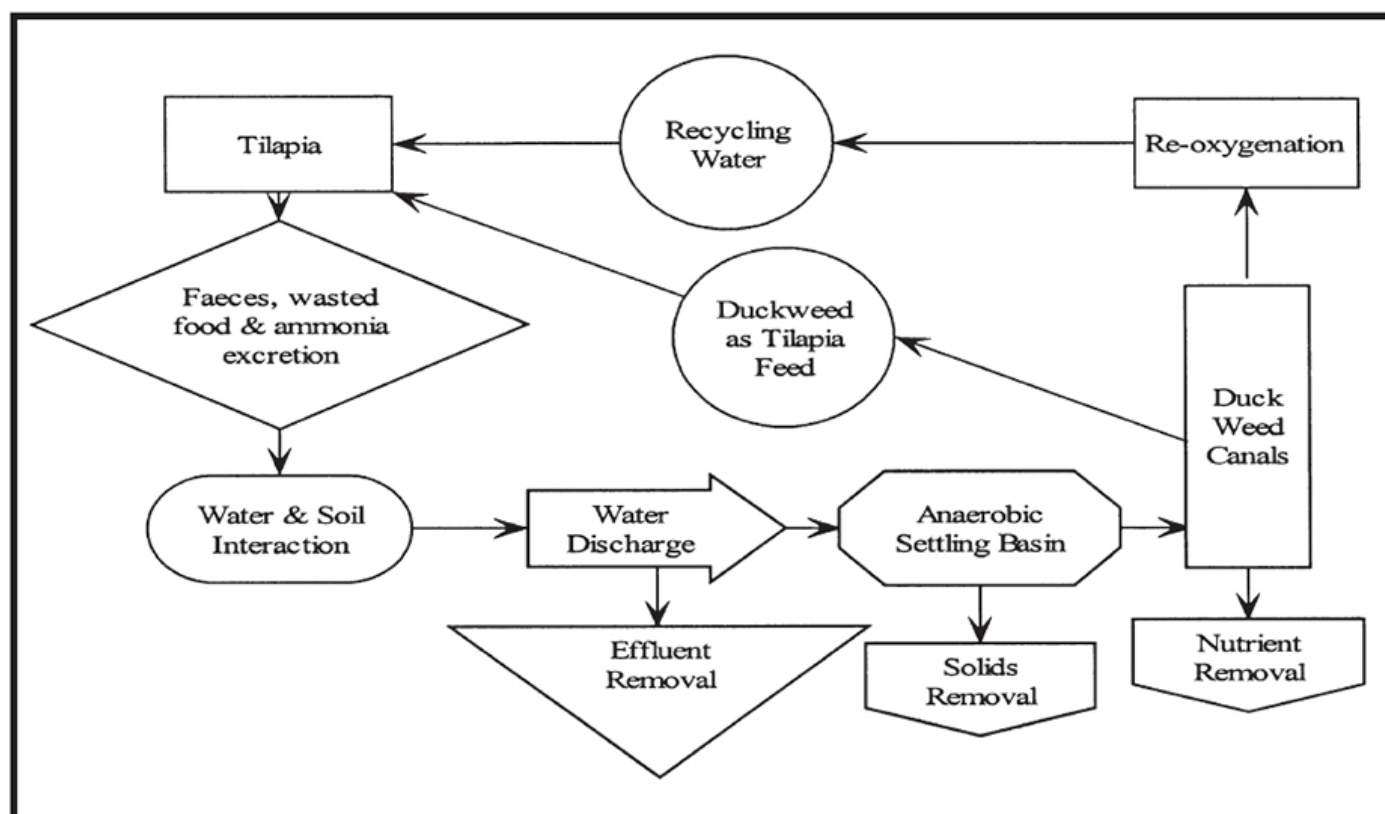 Tilapia
Recycling
Water
Re-oxygenation
Faeces, wasted
food & ammonia
excretion
Duckweed
as Tilapia
Feed
Duck
Weed
Canals
Water & Soil
Interaction
Water
Discharge
Anaerobic
Settling Basin
Effluent
Removal
Solids
Removal
Nutrient
Removal